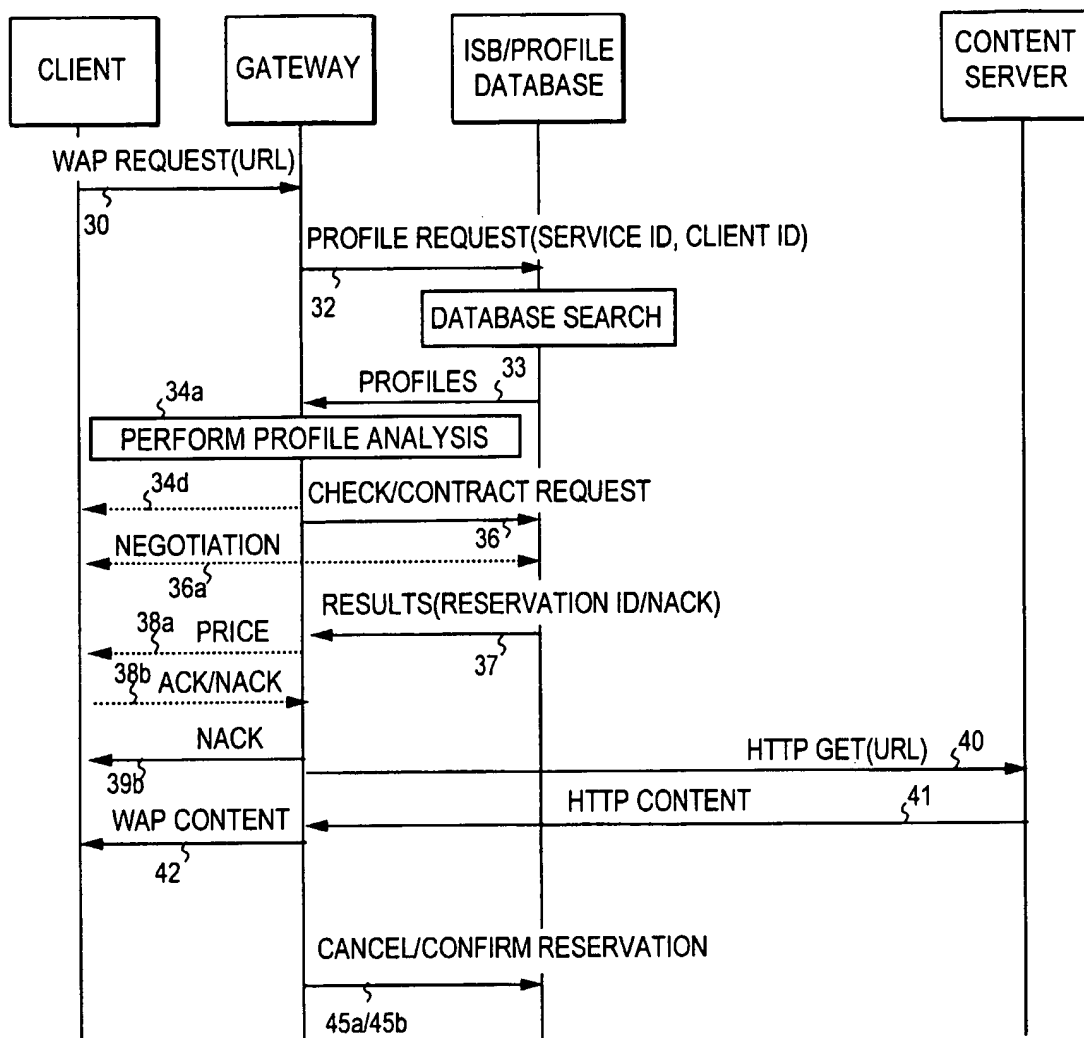 CLIENT
GATEWAY
ISB/PROFILE
DATABASE
CONTENT
SERVER
WAP REQUEST(URL)
30
PROFILE REQUEST(SERVICE ID, CLIENT ID)
32
DATABASE SEARCH
33
PROFILES
34a
PERFORM PROFILE ANALYSIS
34d
CHECK/CONTRACT REQUEST
36
NEGOTIATION
36a
RESULTS(RESERVATION ID/NACK)
37
38a
PRICE
38b
ACK/NACK
NACK
39b
HTTP GET(URL)
40
HTTP CONTENT
41
WAP CONTENT
42
CANCEL/CONFIRM RESERVATION
45a/45b